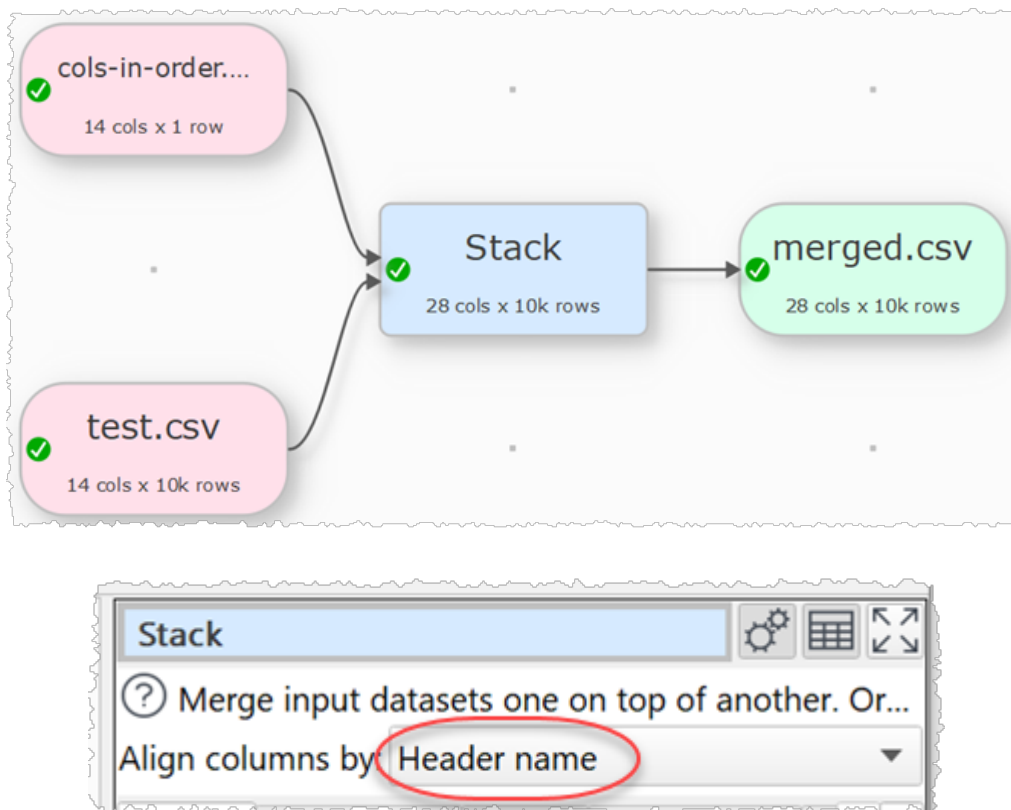 cols-in-order....
14 cols x 1 row
Stack
28 cols x 10k rows
merged.csv
28 cols x 10k rows
test.csv
14 cols x 10k rows
Stack
? Merge input datasets one on top of another. Or...
Align columns by Header name